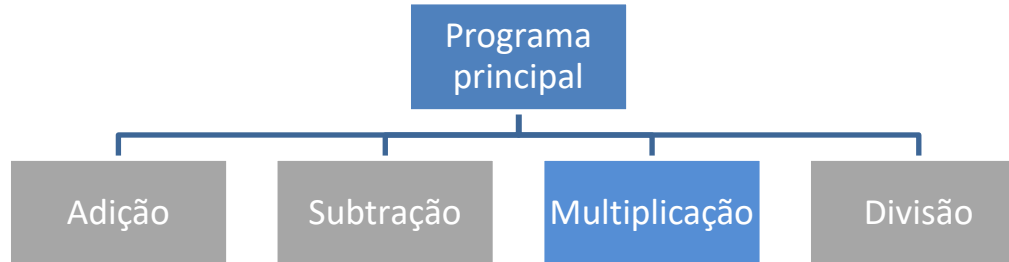 Programa
principal
Adição
Subtração
Multiplicação
Divisão